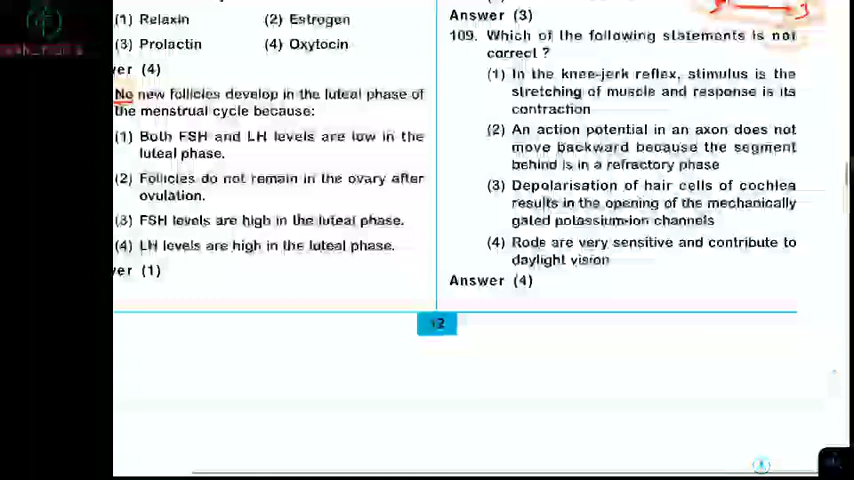 (1) Relaxin (2) Estrogen
(3) Prolactin (4) Oxytocin
ver (4)
No new follicles develop in the luteal phase of
the menstrual cycle because:
(1) Both FSH and LH levels are low in the
luteal phase.
(2) Follicles do not remain in the ovary after
ovulation.
(3) FSH levels are high in the luteal phase.
(4) LH levels are high in the luteal phase.
ver (1)
Answer (3)
109. Which of the following statements is not
correct ?
(1) In the knee-jerk reflex, stimulus is the
stretching of muscle and response is its
contraction
(2) An action potential in an axon does not
move backward because the segment
behind is in a refractory phase
(3) Depolarisation of hair cells of cochlea
results in the opening of the mechanically
gated potassium-ion channels
(4) Rods are very sensitive and contribute to
daylight vision
Answer (4)
12